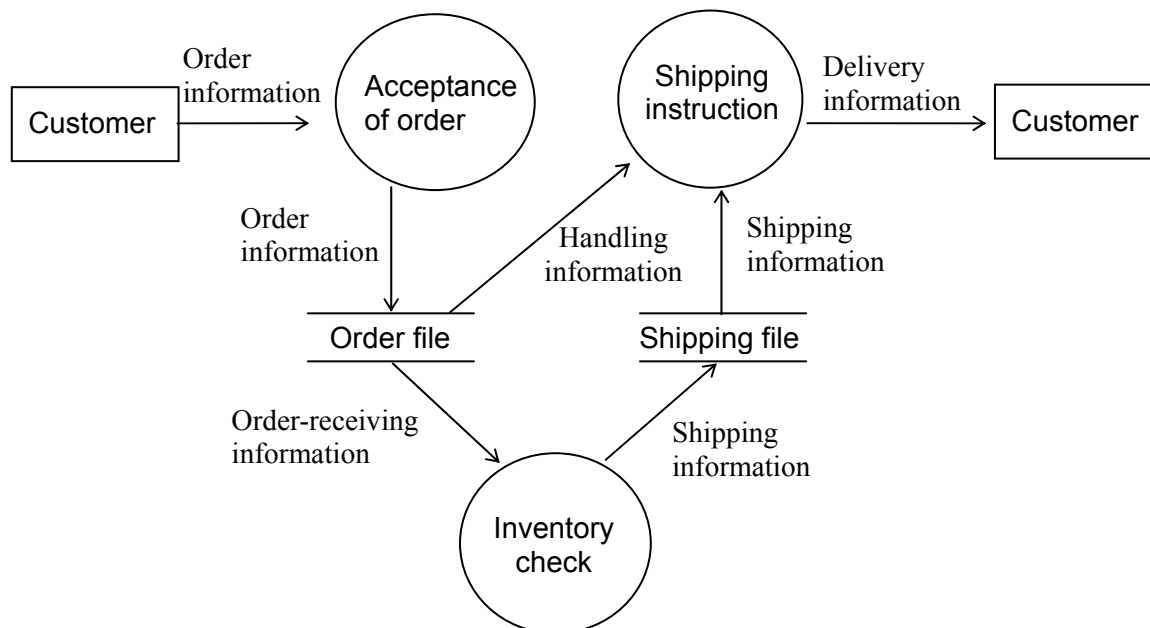 Order
information
Customer
Acceptance
of order
Shipping
instruction
Delivery
information
Customer
Order
information
Handling
information
Shipping
information
Order file
Shipping file
Order-receiving
information
Shipping
information
Inventory
check